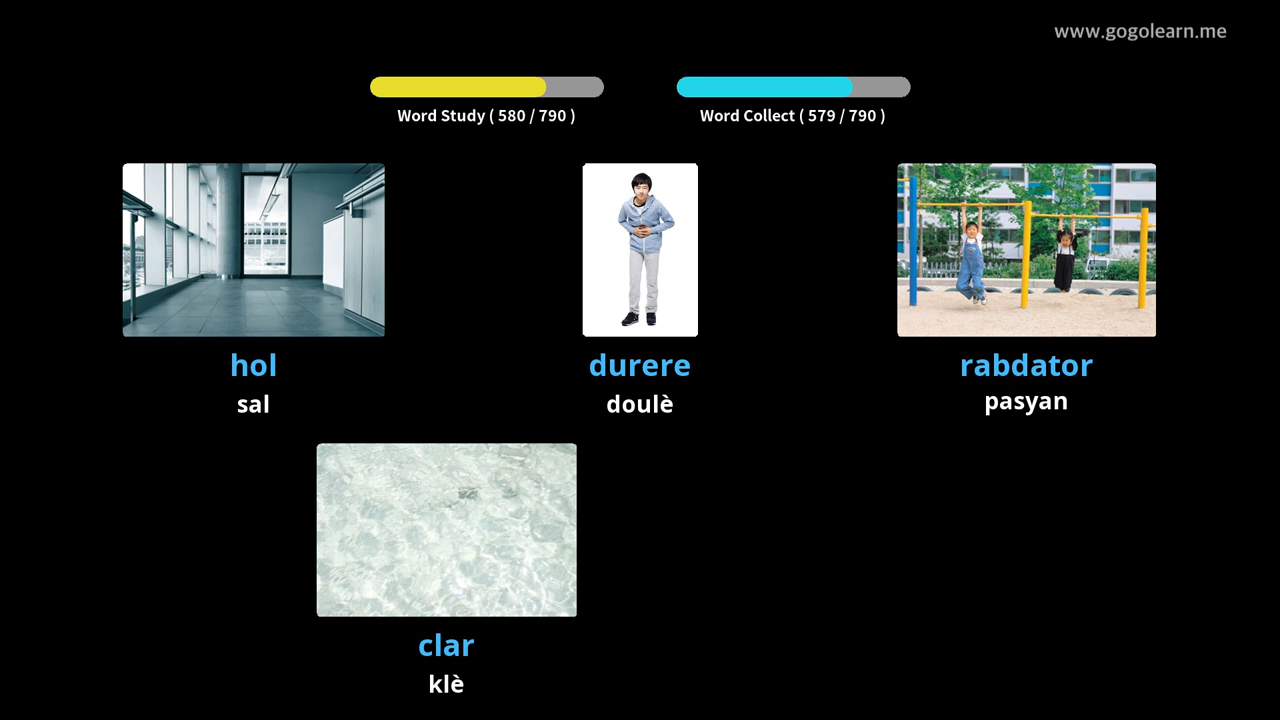 www.gogolearn.me
Word Study ( 580 / 790 )
Word Collect ( 579 / 790 )
hol
sal
durere
doulè
rabdator
pasyan
clar
klè